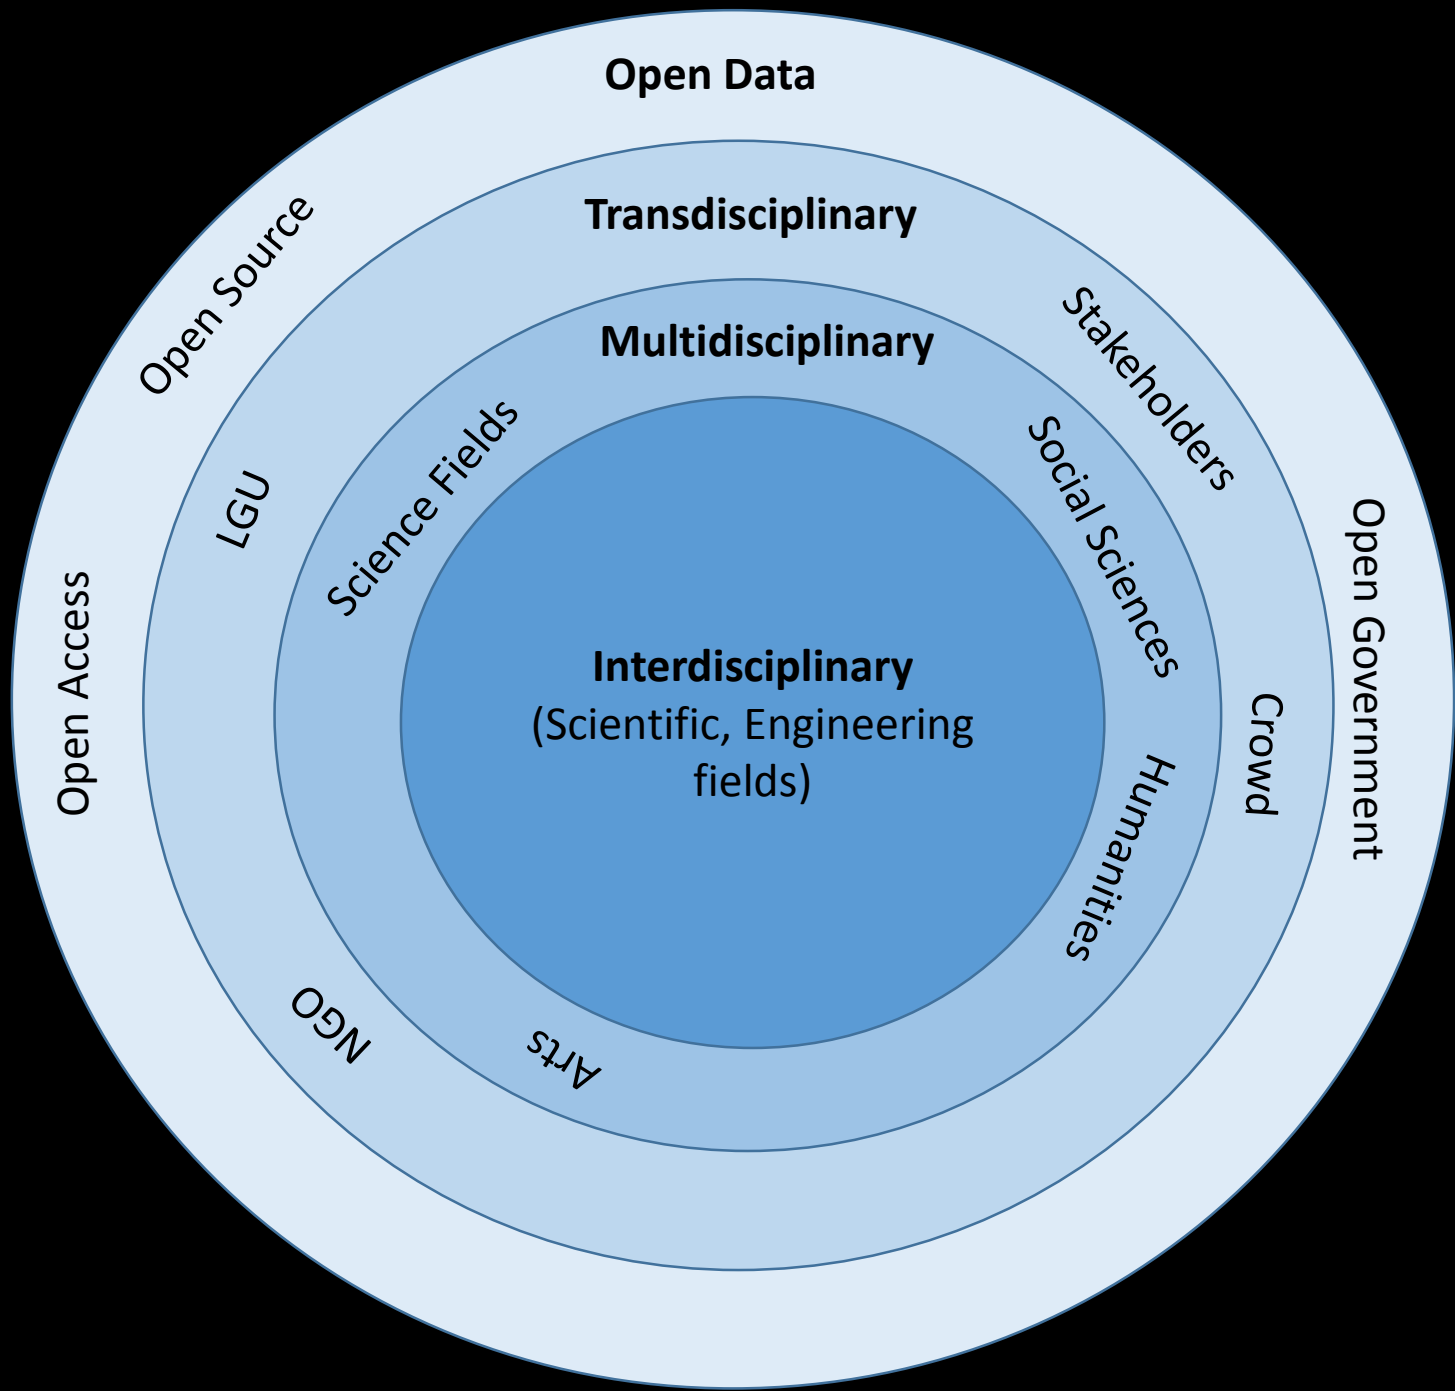 Open Data
Open Source
Open Access
Open Government
Transdisciplinary
Stakeholders
LGU
Crowd
NGO
Multidisciplinary
Science Fields
Social Sciences
Humanities
Arts
Interdisciplinary
(Scientific, Engineering
fields)